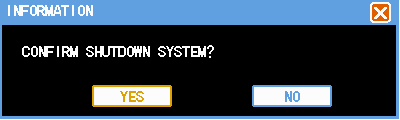 INFORMATION
CONFIRM SHUTDOWN SYSTEM?
YES NO